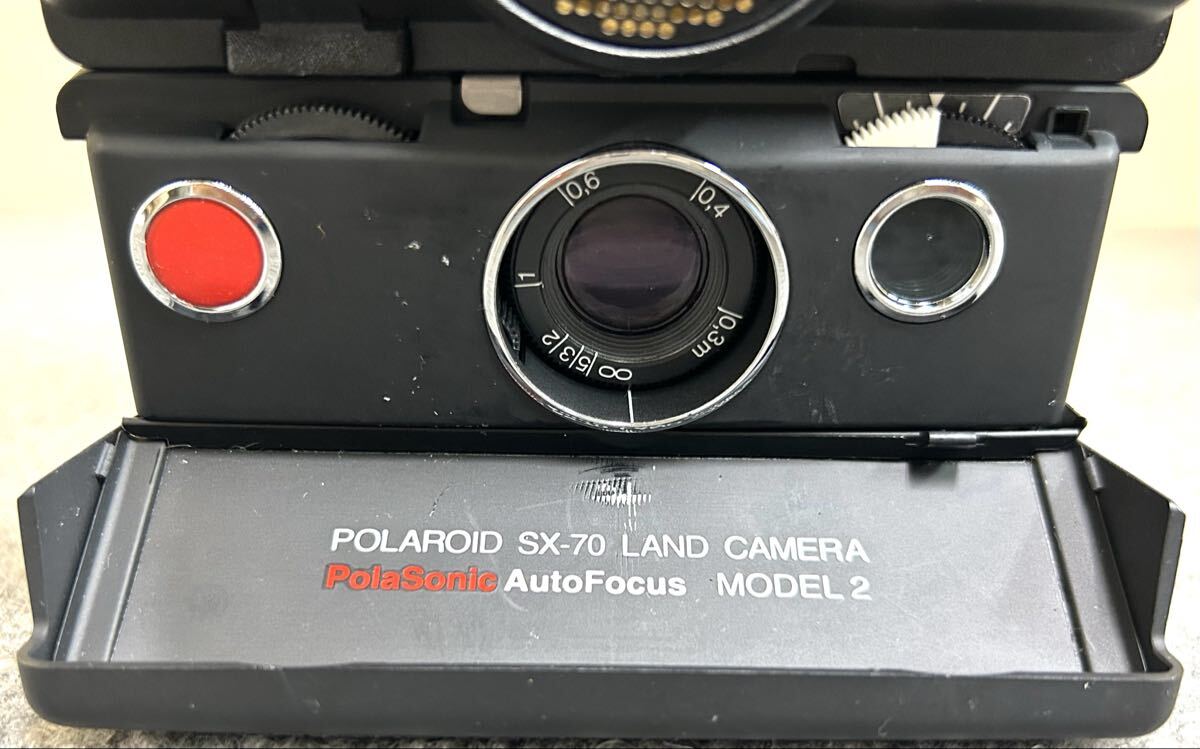 0,6
0,4
1
0,3m
∞ 5 3 2
POLAROID SX-70 LAND CAMERA
PolaSonic AutoFocus MODEL 2